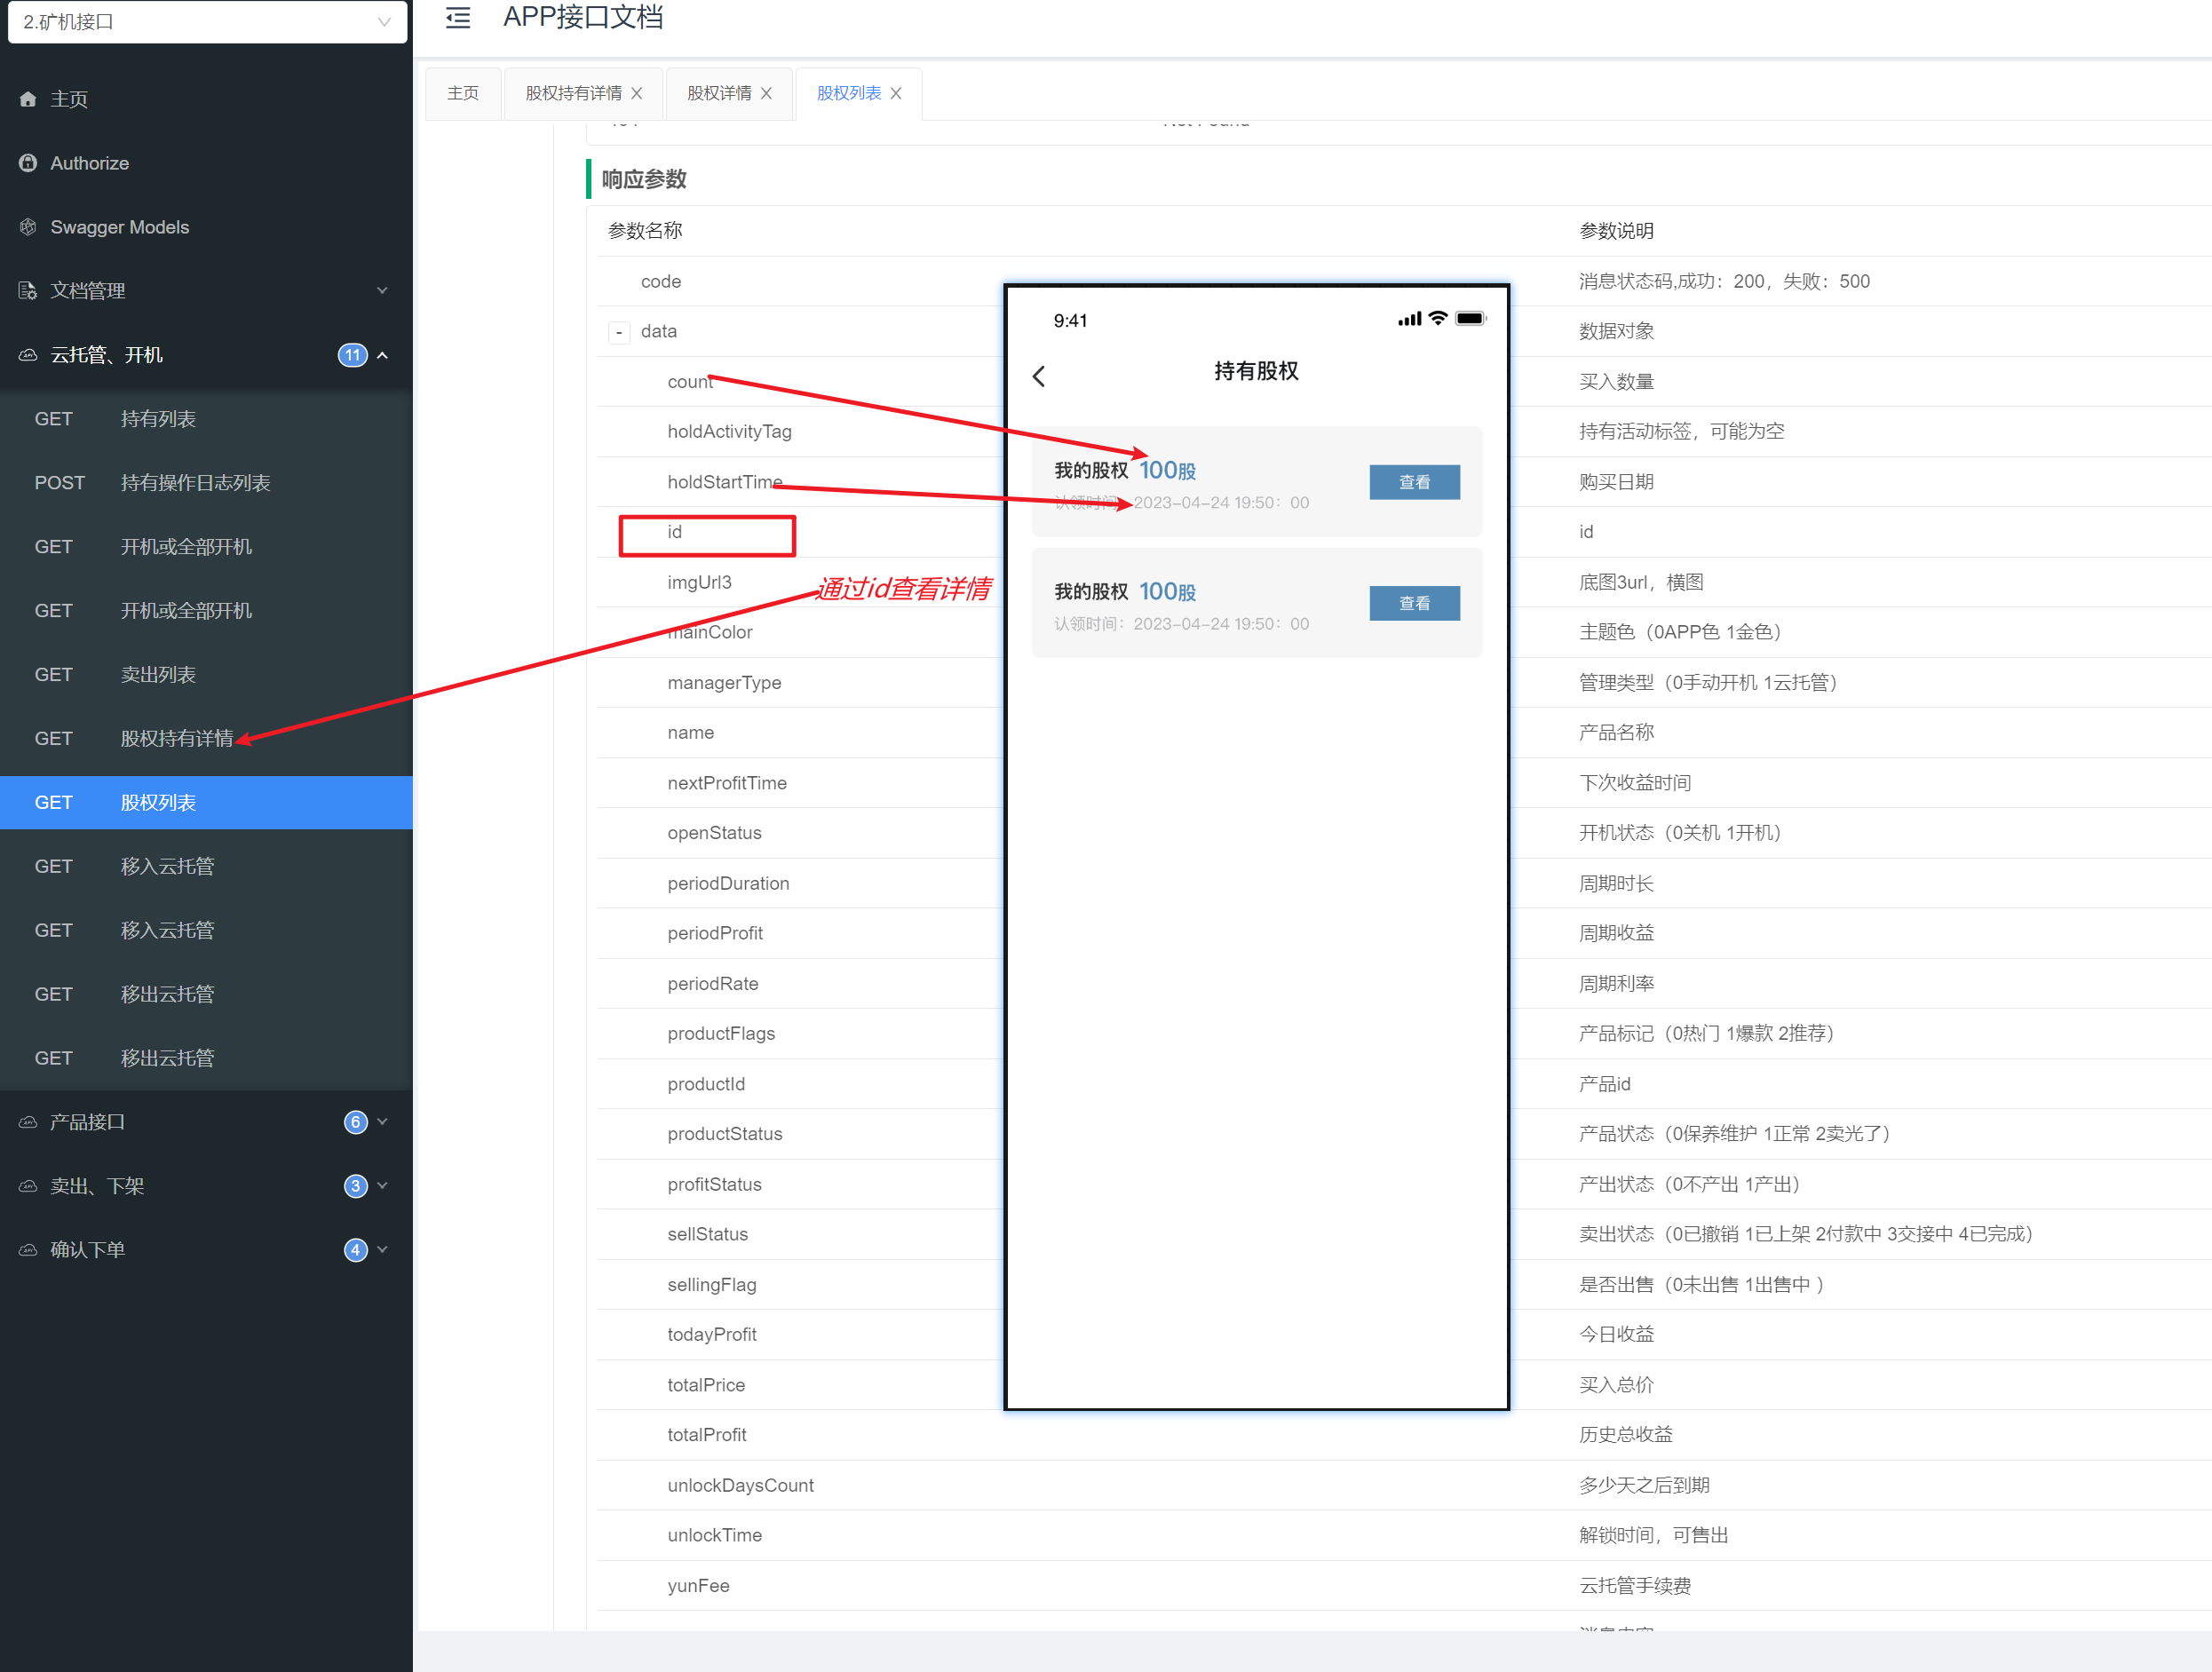 2.矿机接口
主页
Authorize
Swagger Models
文档管理
云托管、开机 11
GET 持有列表
POST 持有操作日志列表
GET 开机或全部开机
GET 开机或全部开机
GET 卖出列表
GET 股权持有详情
GET 股权列表
GET 移入云托管
GET 移入云托管
GET 移出云托管
GET 移出云托管
产品接口 6
卖出、下架 3
确认下单 4
APP接口文档
主页 股权持有详情 股权详情 股权列表
响应参数
参数名称 参数说明
code 消息状态码,成功：200，失败：500
- data 数据对象
count 买入数量
holdActivityTag 持有活动标签，可能为空
holdStartTime 购买日期
id id
imgUrl3 底图3url，横图
mainColor 主题色（0APP色 1金色）
managerType 管理类型（0手动开机 1云托管）
name 产品名称
nextProfitTime 下次收益时间
openStatus 开机状态（0关机 1开机）
periodDuration 周期时长
periodProfit 周期收益
periodRate 周期利率
productFlags 产品标记（0热门 1爆款 2推荐）
productId 产品id
productStatus 产品状态（0保养维护 1正常 2卖光了）
profitStatus 产出状态（0不产出 1产出）
sellStatus 卖出状态（0已撤销 1已上架 2付款中 3交接中 4已完成）
sellingFlag 是否出售（0未出售 1出售中 ）
todayProfit 今日收益
totalPrice 买入总价
totalProfit 历史总收益
unlockDaysCount 多少天之后到期
unlockTime 解锁时间，可售出
yunFee 云托管手续费
通过id查看详情
9:41
持有股权
我的股权 100股
认领时间：2023-04-24 19:50：00
查看
我的股权 100股
认领时间：2023-04-24 19:50：00
查看